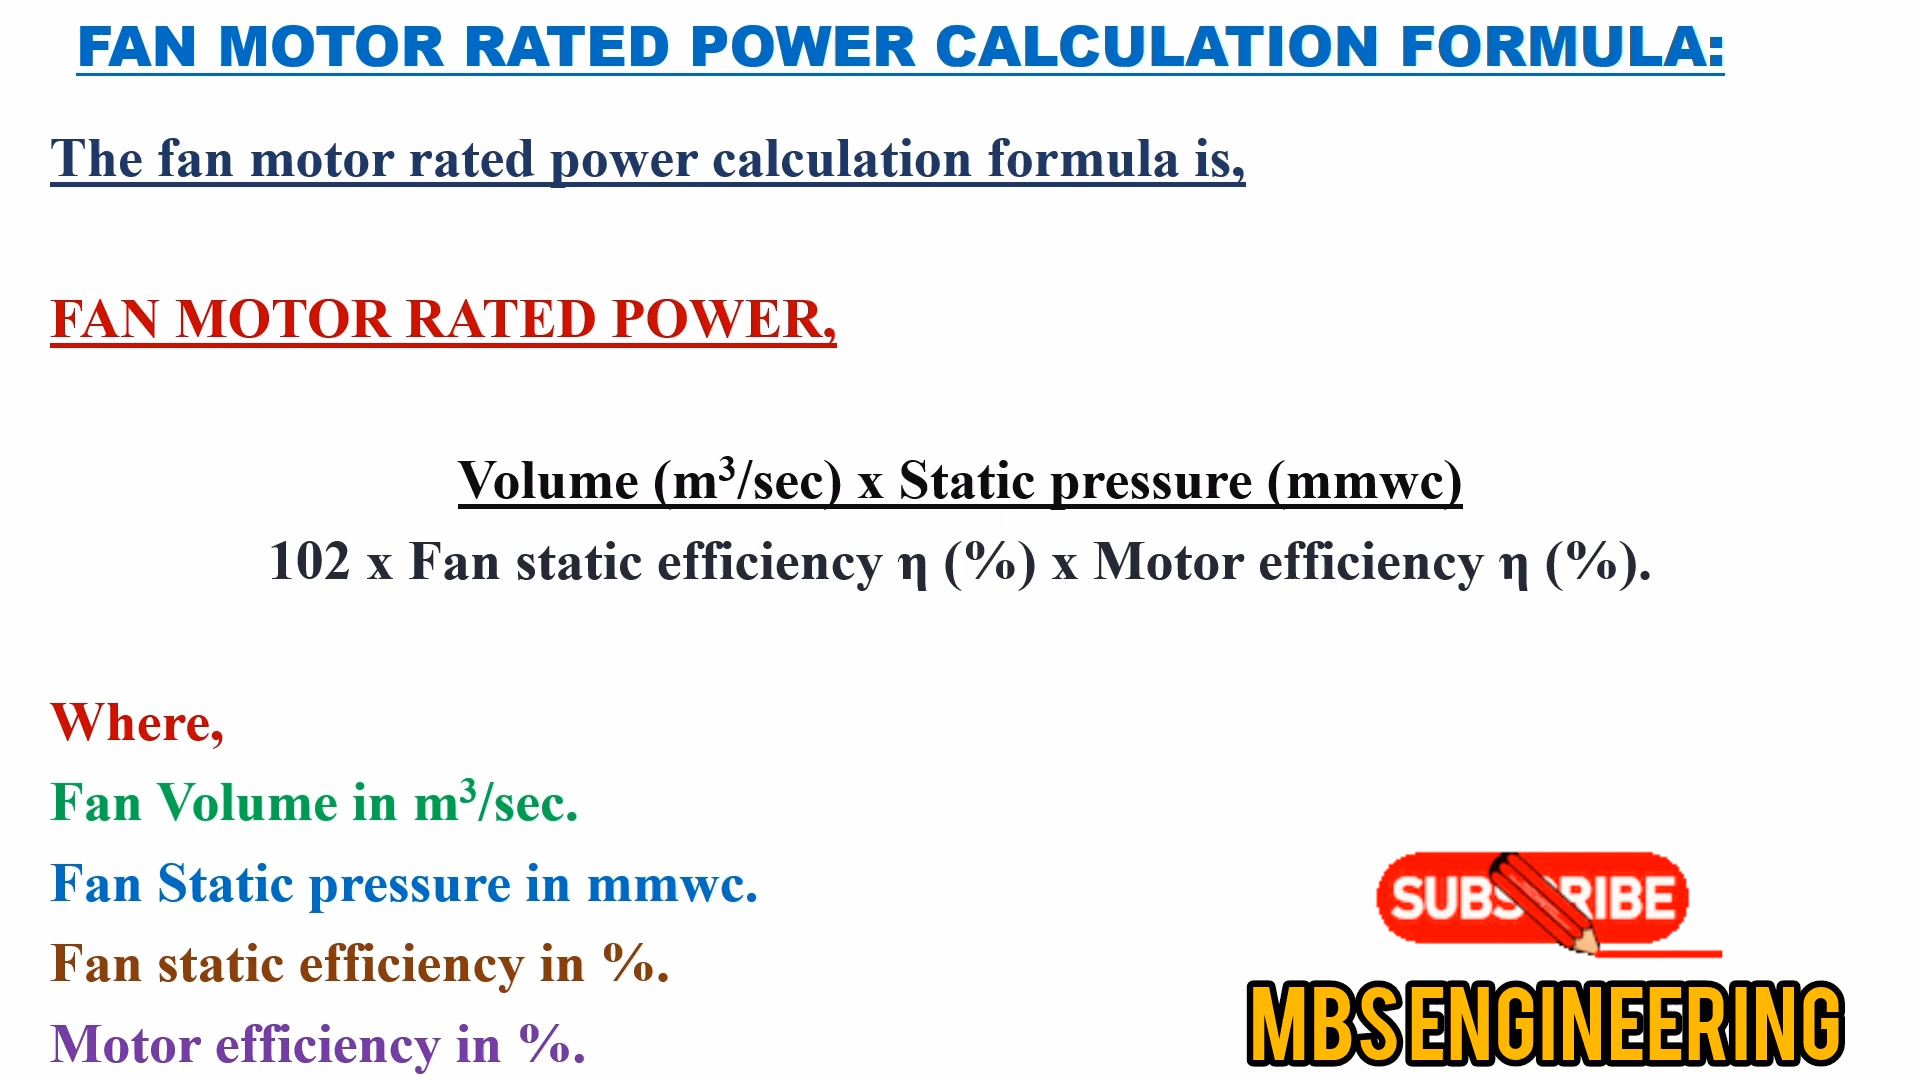 FAN MOTOR RATED POWER CALCULATION FORMULA:
The fan motor rated power calculation formula is,
FAN MOTOR RATED POWER,
Volume (m³/sec) x Static pressure (mmwc)
102 x Fan static efficiency η (%) x Motor efficiency η (%).
Where,
Fan Volume in m³/sec.
Fan Static pressure in mmwc.
Fan static efficiency in %.
Motor efficiency in %.
SUBSCRIBE
MBS ENGINEERING